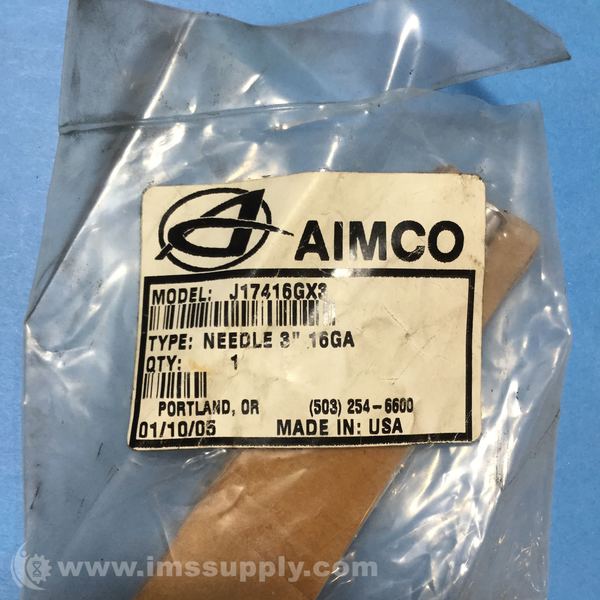 AIMCO
MODEL: J17416GX3
TYPE: NEEDLE 3" 16GA
QTY: 1
PORTLAND, OR (503) 254-6600
01/10/05 MADE IN: USA
www.imssupply.com